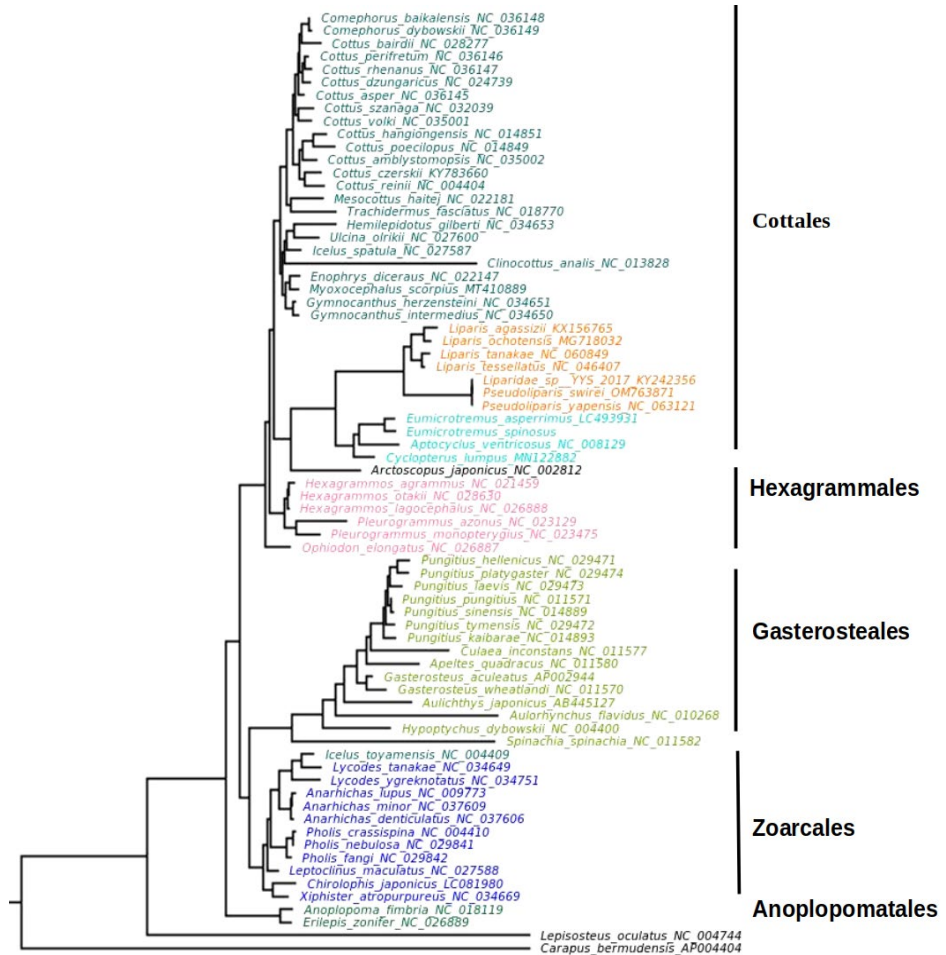 Comephorus_baikalensis_NC_036148
Comephorus_dybowskii_NC_036149
Cottus_bairdii_NC_028277
Cottus_perifretum_NC_036146
Cottus_rhenanus_NC_036147
Cottus_dzungaricus_NC_024739
Cottus_asper_NC_036145
Cottus_szanaga_NC_032039
Cottus_volki_NC_035001
Cottus_hangiongensis_NC_014851
Cottus_poecilopus_NC_014849
Cottus_amblystomopsis_NC_035002
Cottus_czerskii_KY783660
Cottus_reinii_NC_004404
Mesocottus_haitej_NC_022181
Trachidermus_fasciatus_NC_018770
Cottales
Hemilepidotus_gilberti_NC_034653
Ulcina_olrikii_NC_027600
Icelus_spatula_NC_027587
Clinocottus_analis_NC_013828
Enophrys_diceraus_NC_022147
Myoxocephalus_scorpius_MT410889
Gymnocanthus_herzensteini_NC_034651
Gymnocanthus_intermedius_NC_034650
Liparis_agassizii_KX156765
Liparis_ochotensis_MG718032
Liparis_tanakae_NC_060849
Liparis_tessellatus_NC_046407
Liparidae_sp__YYS_2017_KY242356
Pseudoliparis_swirei_OM763871
Pseudoliparis_yapensis_NC_063121
Eumicrotremus_asperrimus_LC493931
Eumicrotremus_spinosus
Aptocyclus_ventricosus_NC_008129
Cyclopterus_lumpus_MN122882
Arctoscopus_japonicus_NC_002812
Hexagrammos_agrammus_NC_021459
Hexagrammales
Hexagrammos_otakii_NC_028630
Hexagrammos_lagocephalus_NC_026888
Pleurogrammus_azonus_NC_023129
Pleurogrammus_monopterygius_NC_023475
Ophiodon_elongatus_NC_026887
Pungitius_hellenicus_NC_029471
Pungitius_platygaster_NC_029474
Pungitius_laevis_NC_029473
Pungitius_pungitius_NC_011571
Pungitius_sinensis_NC_014889
Pungitius_tymensis_NC_029472
Gasterosteales
Pungitius_kaibarae_NC_014893
Culaea_inconstans_NC_011577
Apeltes_quadracus_NC_011580
Gasterosteus_aculeatus_AP002944
Gasterosteus_wheatlandi_NC_011570
Aulichthys_japonicus_AB445127
Aulorhynchus_flavidus_NC_010268
Hypoptychus_dybowskii_NC_004400
Spinachia_spinachia_NC_011582
Icelus_toyamensis_NC_004409
Lycodes_tanakae_NC_034649
Lycodes_ygreknotatus_NC_034751
Anarhichas_lupus_NC_009773
Anarhichas_minor_NC_037609
Anarhichas_denticulatus_NC_037606
Zoarcales
Pholis_crassispina_NC_004410
Pholis_nebulosa_NC_029841
Pholis_fangi_NC_029842
Leptoclinus_maculatus_NC_027588
Chirolophis_japonicus_LC081980
Xiphister_atropurpureus_NC_034669
Anoplopomatales
Anoplopoma_fimbria_NC_018119
Erilepis_zonifer_NC_026889
Lepisosteus_oculatus_NC_004744
Carapus_bermudensis_AP004404